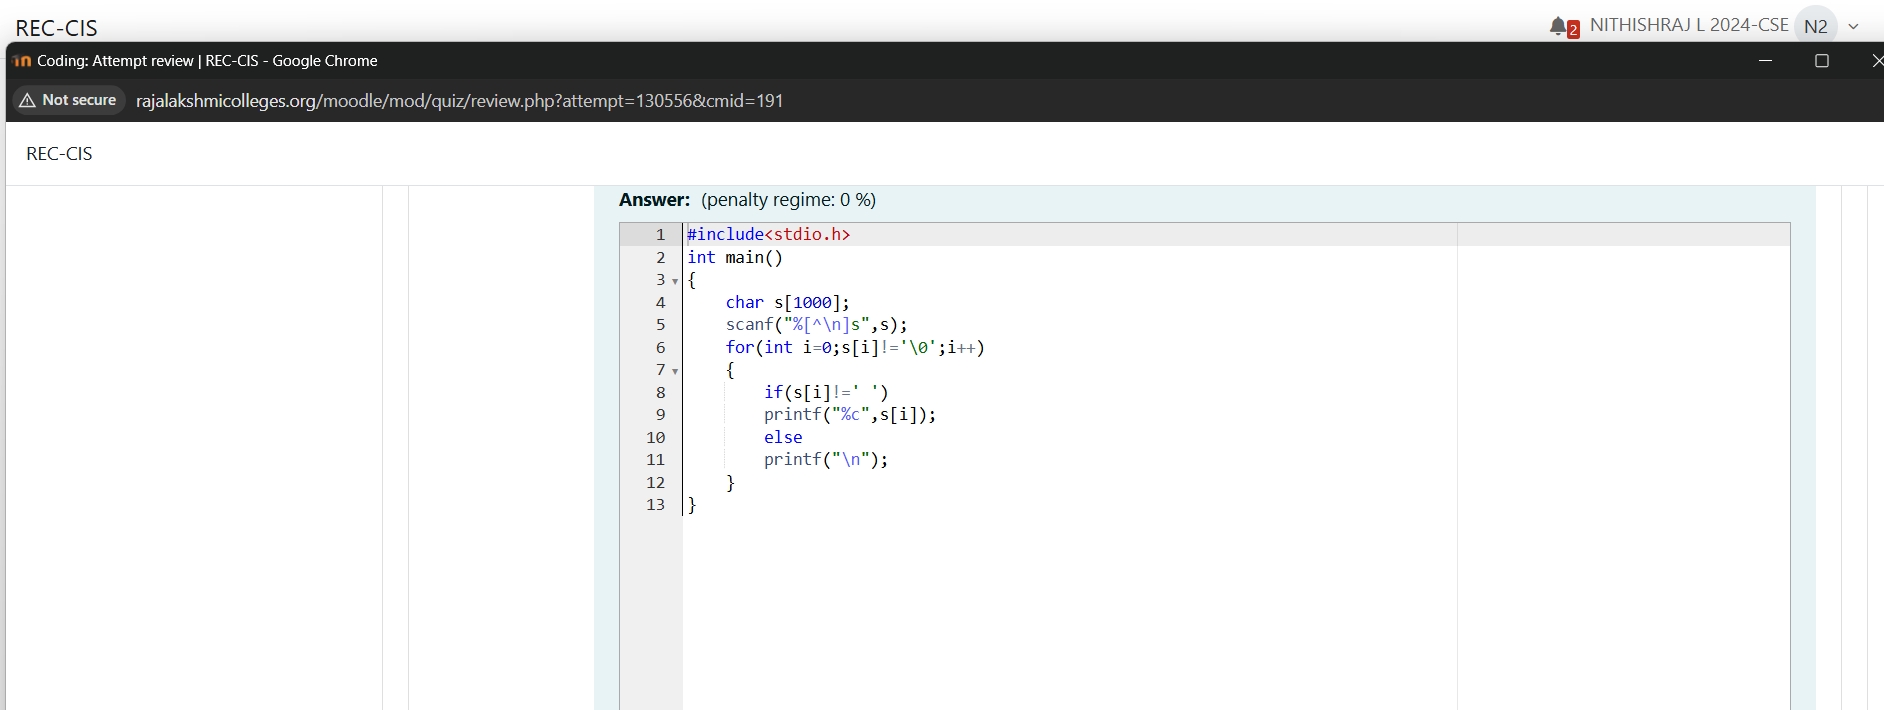 REC-CIS
2 NITHISHRAJ L 2024-CSE N2
in Coding: Attempt review | REC-CIS - Google Chrome
Not secure rajalakshmicolleges.org/moodle/mod/quiz/review.php?attempt=130556&cmid=191
REC-CIS
Answer: (penalty regime: 0 %)
1 #include<stdio.h>
2 int main()
3 {
4     char s[1000];
5     scanf("%[^\n]s",s);
6     for(int i=0;s[i]!='\0';i++)
7     {
8         if(s[i]!=' ')
9         printf("%c",s[i]);
10         else
11         printf("\n");
12     }
13 }